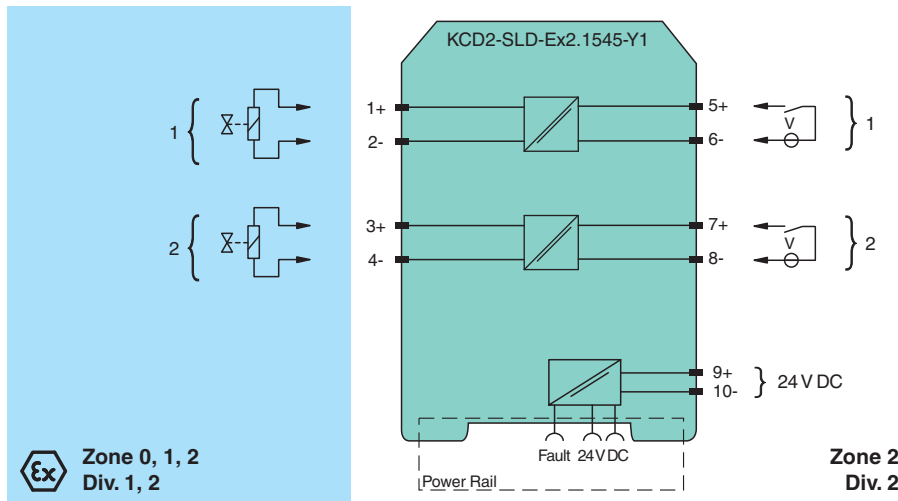 KCD2-SLD-Ex2.1545-Y1
1
1+
2-
5+
6-
V
1
2
3+
4-
7+
8-
V
2
9+
10-
24 V DC
Fault 24 V DC
Power Rail
Ex
Zone 0, 1, 2
Div. 1, 2
Zone 2
Div. 2